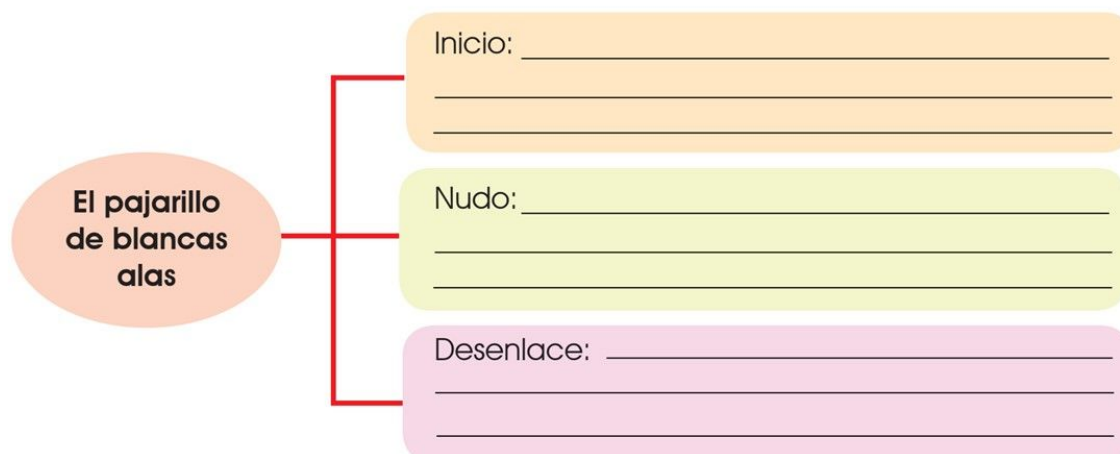 El pajarillo
de blancas
alas
Inicio:
Nudo:
Desenlace: